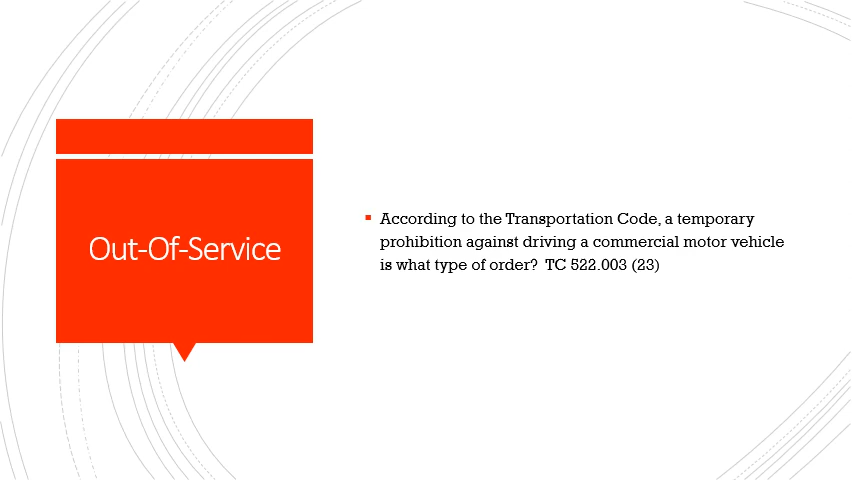 Out-Of-Service
According to the Transportation Code, a temporary
prohibition against driving a commercial motor vehicle
is what type of order?  TC 522.003 (23)